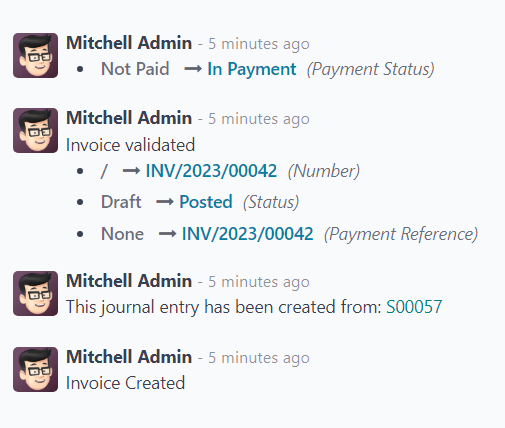 Mitchell Admin - 5 minutes ago
• Not Paid → In Payment (Payment Status)
Mitchell Admin - 5 minutes ago
Invoice validated
• / → INV/2023/00042 (Number)
• Draft → Posted (Status)
• None → INV/2023/00042 (Payment Reference)
Mitchell Admin - 5 minutes ago
This journal entry has been created from: S00057
Mitchell Admin - 5 minutes ago
Invoice Created